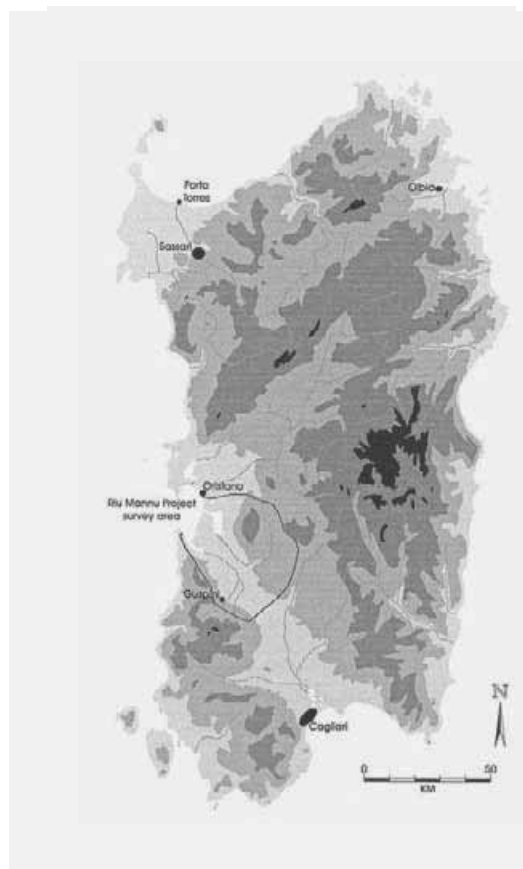 Porto
Torres
Olbia
Sassari
Oristano
Riu Mannu Project
survey area
Guspini
Cagliari
N
0 50
KM